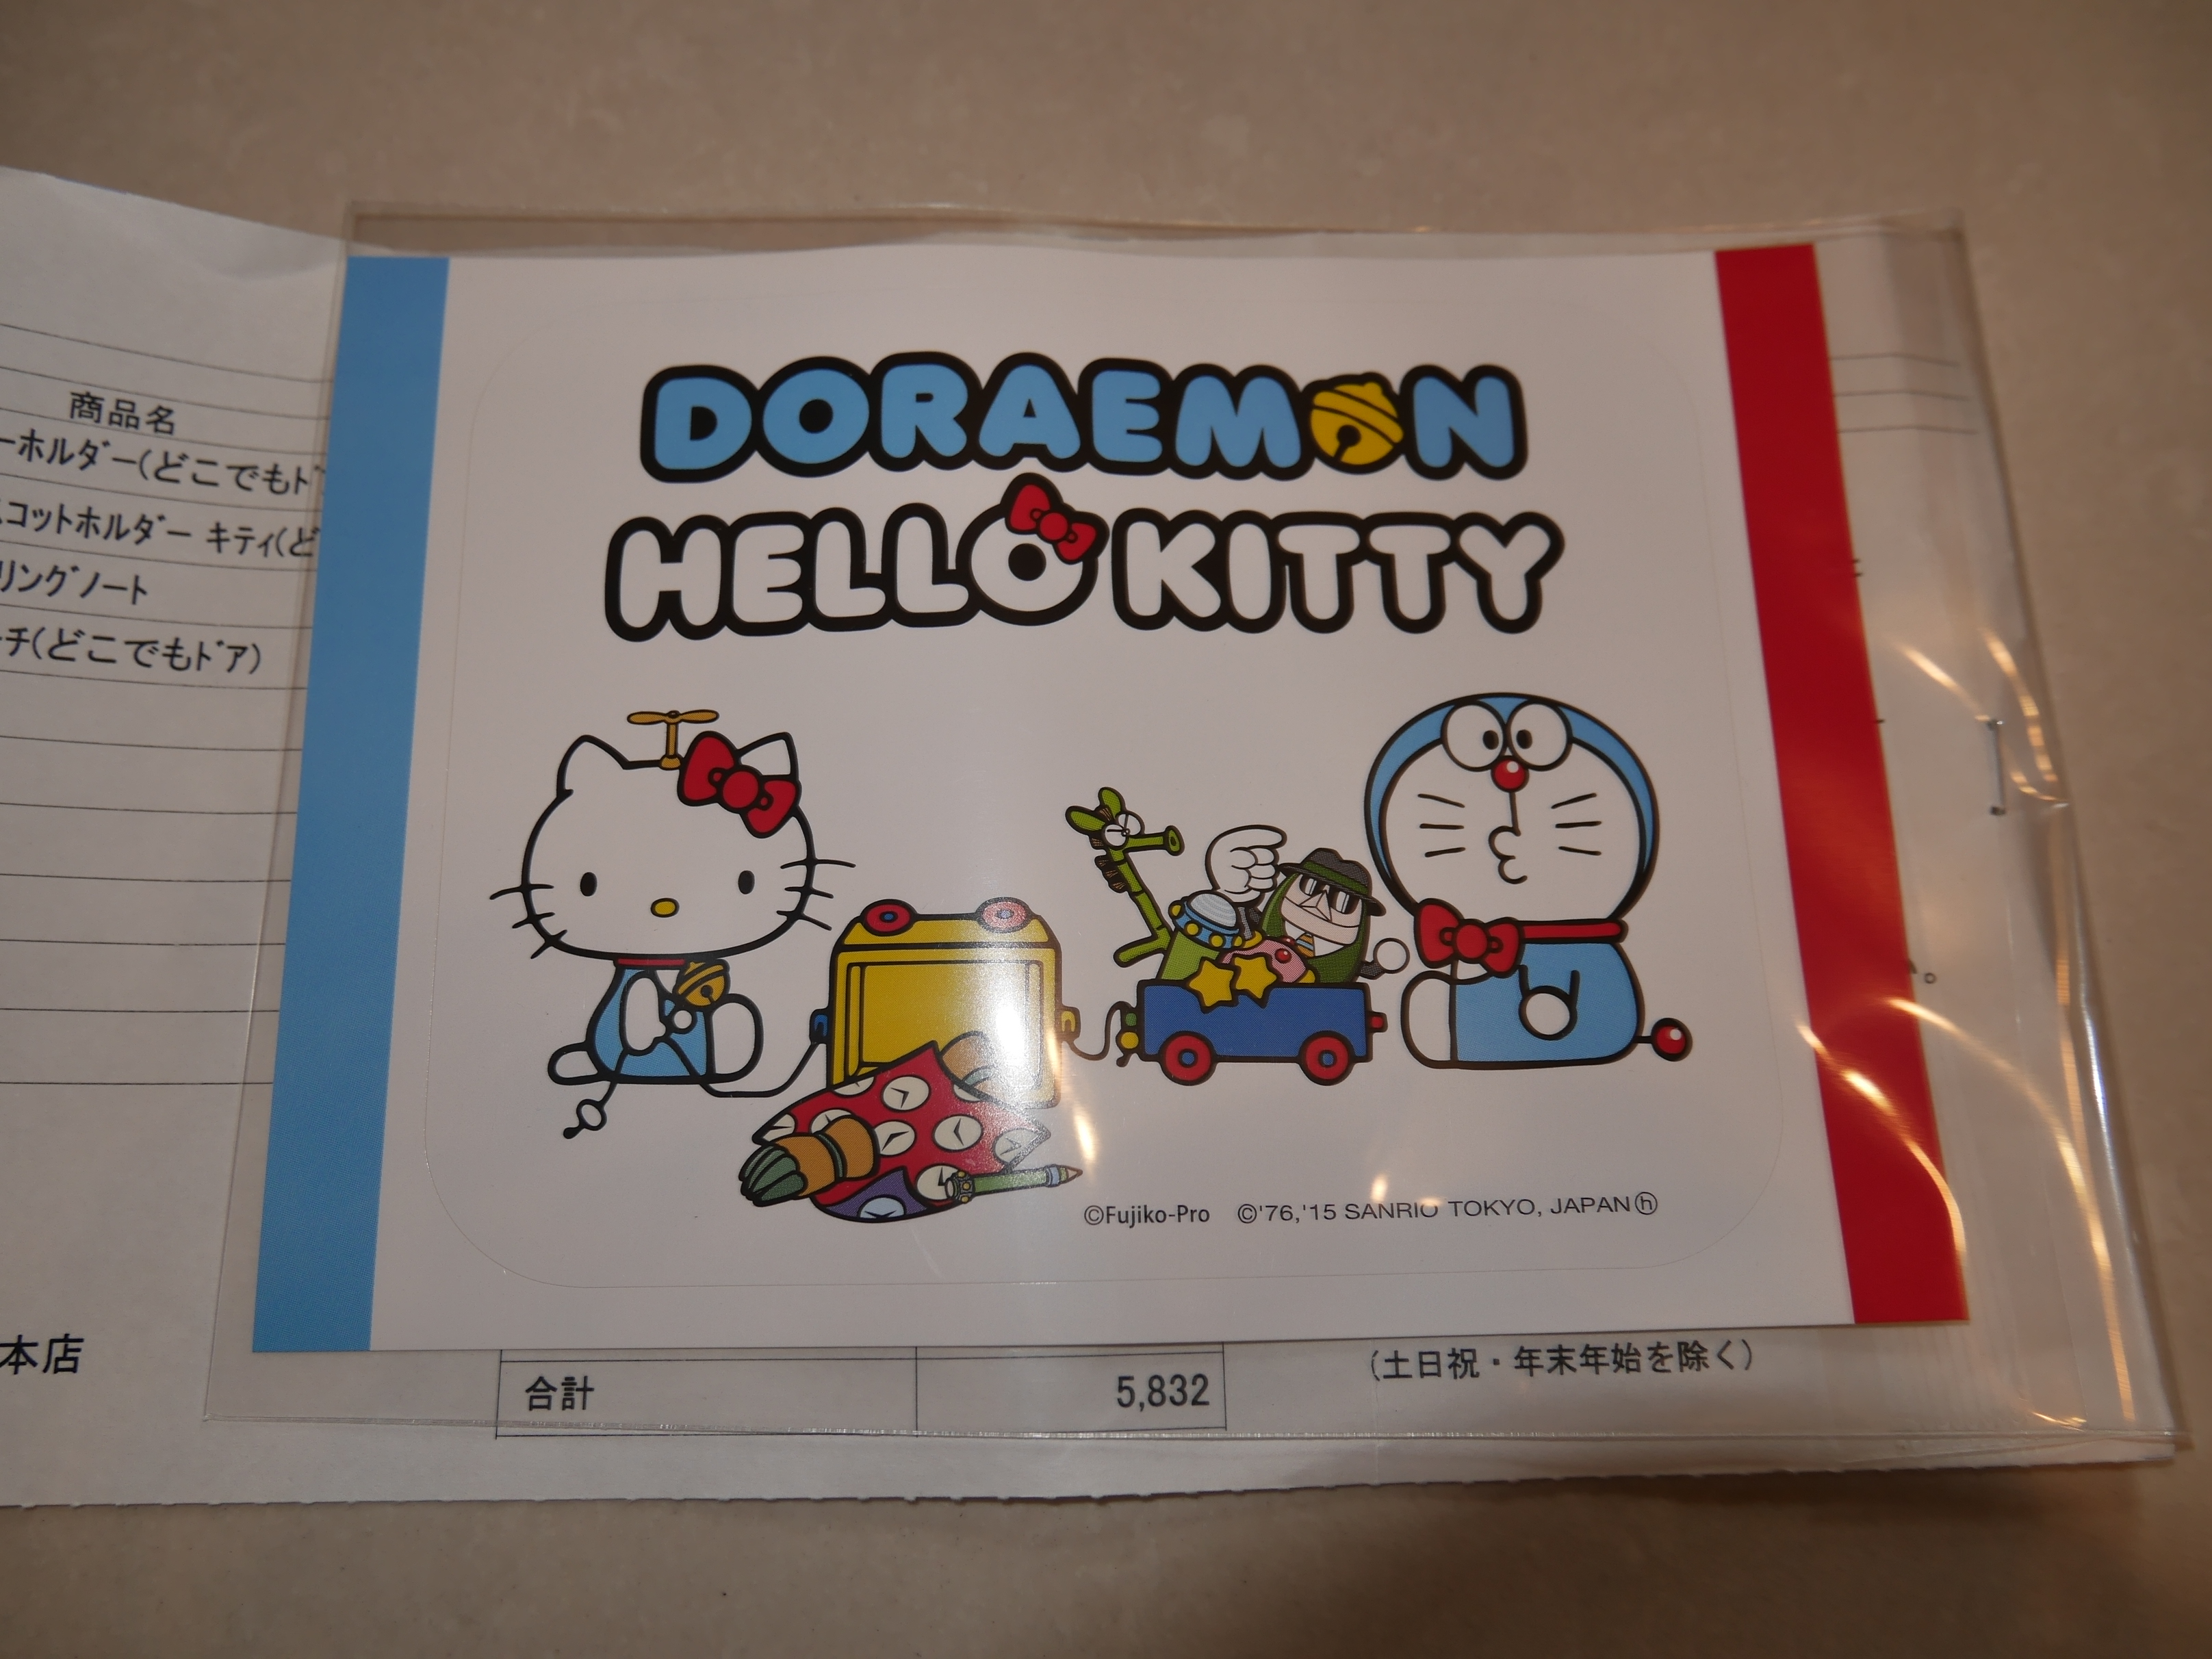 DORAEMON
HELLO KITTY
©Fujiko-Pro ©'76,'15 SANRIO TOKYO, JAPAN ⓗ
商品名
ーホルダー(どこでもド
スコットホルダー キティ(ど
リングノート
チ(どこでもドア)
本店
合計 5,832
(土日祝・年末年始を除く)